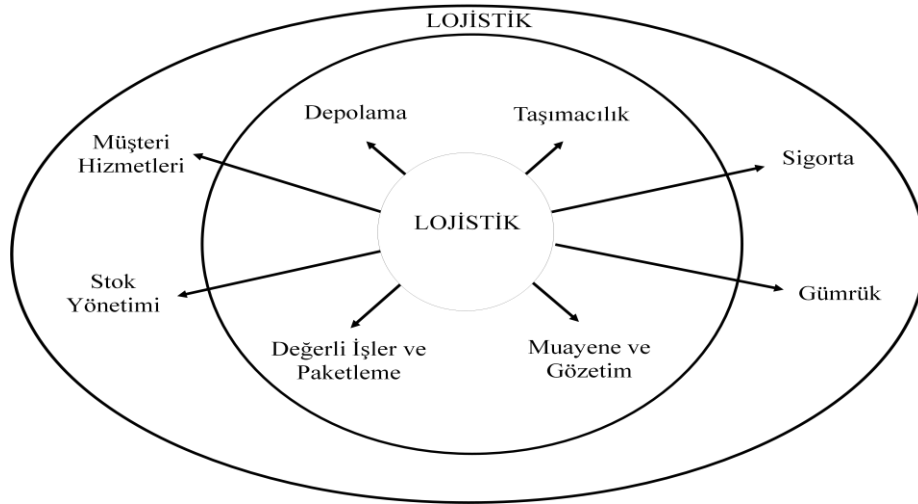 LOJİSTİK
Depolama
Taşımacılık
Müşteri
Hizmetleri
Sigorta
LOJİSTİK
Stok
Yönetimi
Gümrük
Değerli İşler ve
Paketleme
Muayene ve
Gözetim